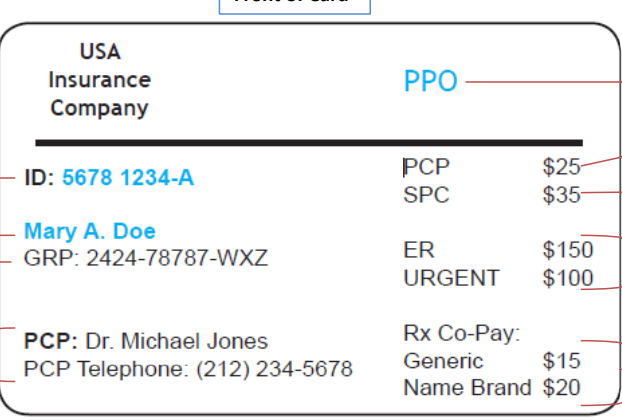 Front of Card
USA
Insurance
Company
PPO
ID: 5678 1234-A
Mary A. Doe
GRP: 2424-78787-WXZ
PCP: Dr. Michael Jones
PCP Telephone: (212) 234-5678
PCP $25
SPC $35
ER $150
URGENT $100
Rx Co-Pay:
Generic $15
Name Brand $20